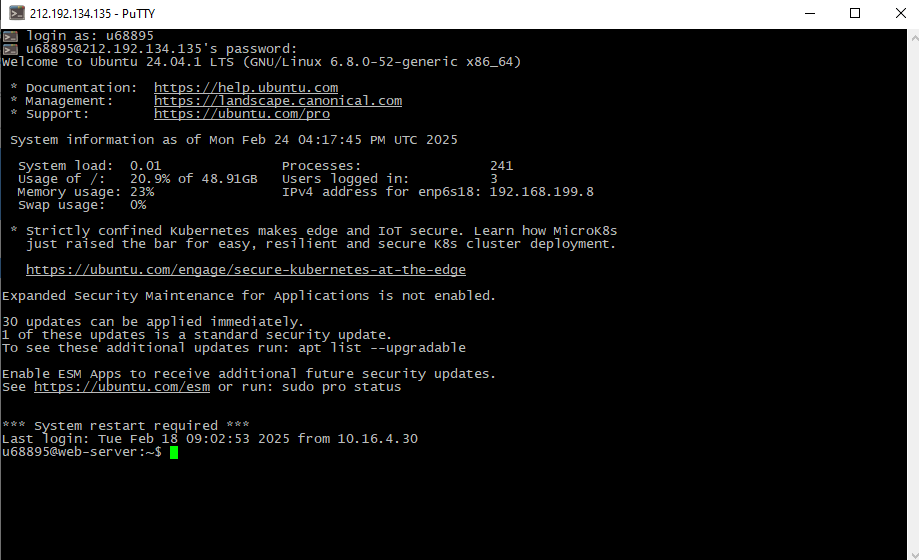 212.192.134.135 - PuTTY
login as: u68895
u68895@212.192.134.135's password:
Welcome to Ubuntu 24.04.1 LTS (GNU/Linux 6.8.0-52-generic x86_64)
* Documentation:  https://help.ubuntu.com
* Management:     https://landscape.canonical.com
* Support:        https://ubuntu.com/pro
System information as of Mon Feb 24 04:17:45 PM UTC 2025
System load:  0.01               Processes:                241
Usage of /:   20.9% of 48.91GB   Users logged in:          3
Memory usage: 23%                IPv4 address for enp6s18: 192.168.199.8
Swap usage:   0%
* Strictly confined Kubernetes makes edge and IoT secure. Learn how MicroK8s
just raised the bar for easy, resilient and secure K8s cluster deployment.
https://ubuntu.com/engage/secure-kubernetes-at-the-edge
Expanded Security Maintenance for Applications is not enabled.
30 updates can be applied immediately.
1 of these updates is a standard security update.
To see these additional updates run: apt list --upgradable
Enable ESM Apps to receive additional future security updates.
See https://ubuntu.com/esm or run: sudo pro status
*** System restart required ***
Last login: Tue Feb 18 09:02:53 2025 from 10.16.4.30
u68895@web-server:~$